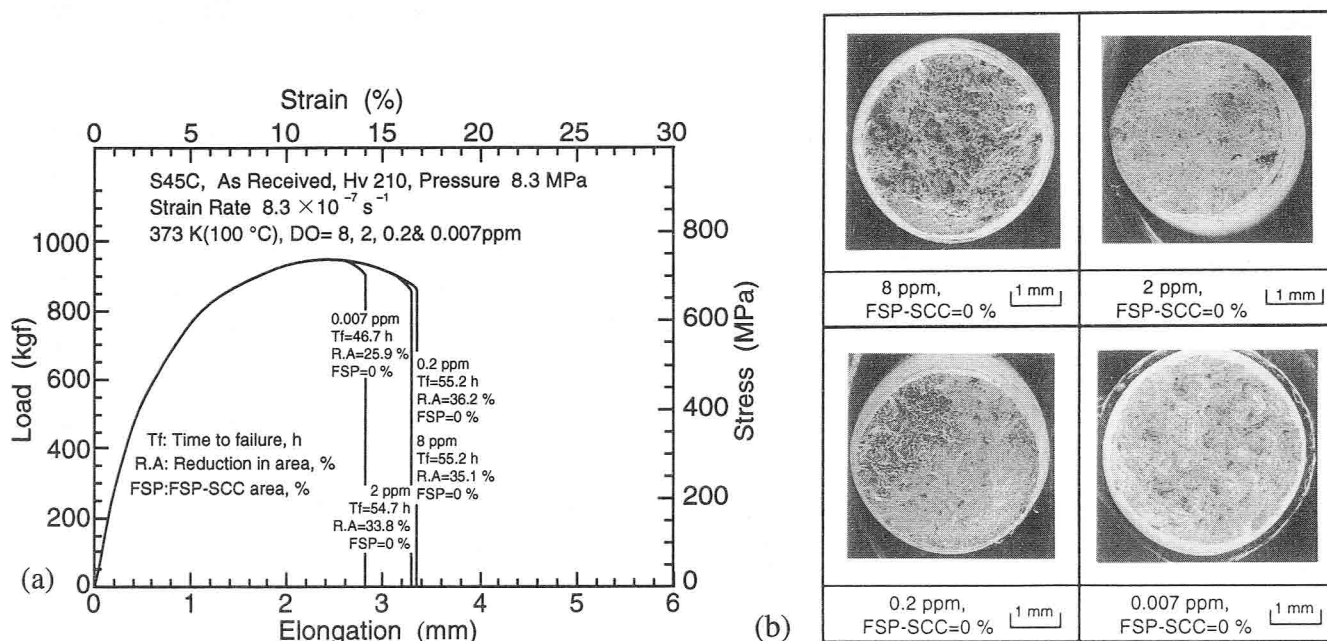 Strain (%)
0 5 10 15 20 25 30
S45C, As Received, Hv 210, Pressure 8.3 MPa
Strain Rate 8.3 × 10⁻⁷ s⁻¹
373 K(100 °C), DO= 8, 2, 0.2& 0.007ppm
Load (kgf)
1000
800
600
400
200
0
Stress (MPa)
800
600
400
200
0
0.007 ppm
Tf=46.7 h
R.A=25.9 %
FSP=0 %
0.2 ppm
Tf=55.2 h
R.A=36.2 %
FSP=0 %
8 ppm
Tf=55.2 h
R.A=35.1 %
FSP=0 %
2 ppm
Tf=54.7 h
R.A=33.8 %
FSP=0 %
Tf: Time to failure, h
R.A: Reduction in area, %
FSP:FSP-SCC area, %
0 1 2 3 4 5 6
Elongation (mm)
(a)
8 ppm,
FSP-SCC=0 %
1 mm
2 ppm,
FSP-SCC=0 %
1 mm
0.2 ppm,
FSP-SCC=0 %
1 mm
0.007 ppm,
FSP-SCC=0 %
1 mm
(b)